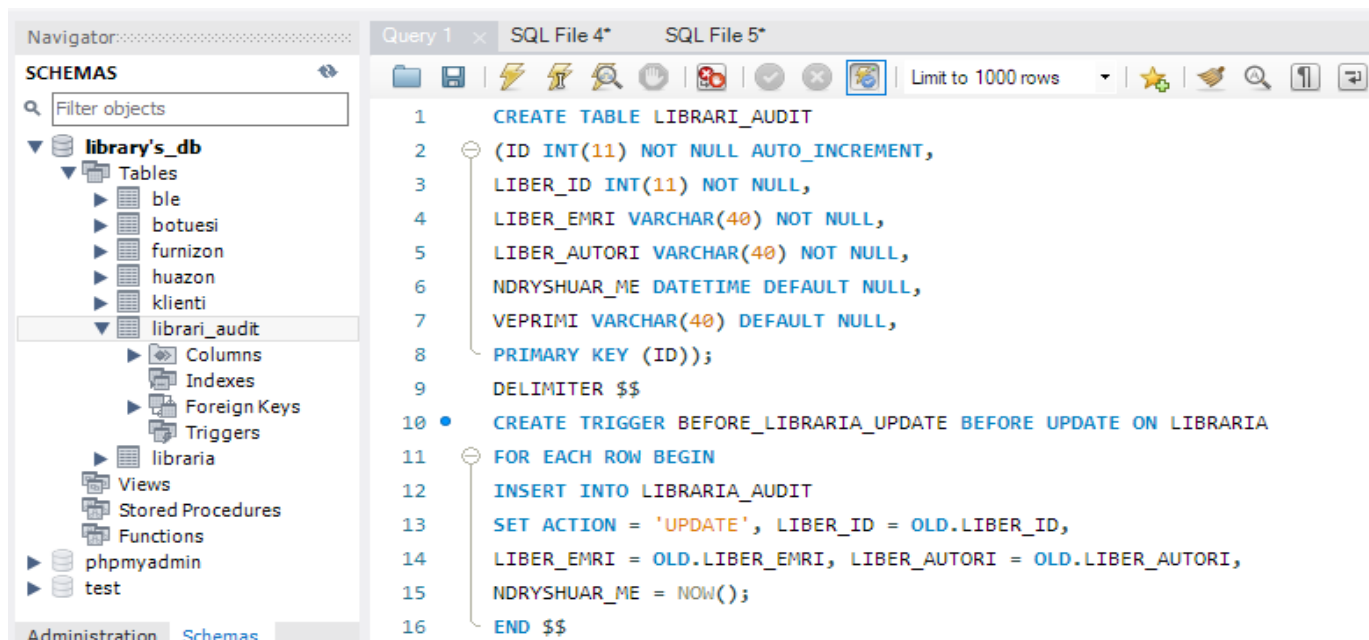 Navigator
SCHEMAS
Filter objects
library's_db
Tables
ble
botuesi
furnizon
huazon
klienti
librari_audit
Columns
Indexes
Foreign Keys
Triggers
libraria
Views
Stored Procedures
Functions
phpmyadmin
test
Administration Schemas
Query 1 SQL File 4* SQL File 5*
Limit to 1000 rows
1 CREATE TABLE LIBRARI_AUDIT
2 (ID INT(11) NOT NULL AUTO_INCREMENT,
3 LIBER_ID INT(11) NOT NULL,
4 LIBER_EMRI VARCHAR(40) NOT NULL,
5 LIBER_AUTORI VARCHAR(40) NOT NULL,
6 NDRYSHUAR_ME DATETIME DEFAULT NULL,
7 VEPRIMI VARCHAR(40) DEFAULT NULL,
8 PRIMARY KEY (ID));
9 DELIMITER $$
10 CREATE TRIGGER BEFORE_LIBRARIA_UPDATE BEFORE UPDATE ON LIBRARIA
11 FOR EACH ROW BEGIN
12 INSERT INTO LIBRARIA_AUDIT
13 SET ACTION = 'UPDATE', LIBER_ID = OLD.LIBER_ID,
14 LIBER_EMRI = OLD.LIBER_EMRI, LIBER_AUTORI = OLD.LIBER_AUTORI,
15 NDRYSHUAR_ME = NOW();
16 END $$